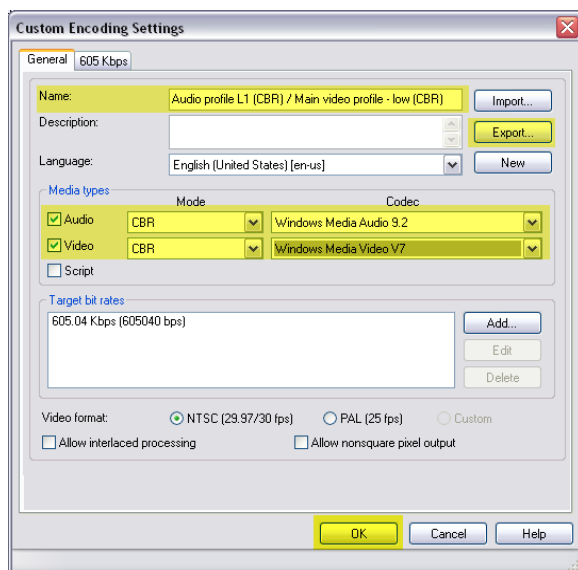 Custom Encoding Settings
General 605 Kbps
Name: Audio profile L1 (CBR) / Main video profile - low (CBR) Import...
Description: Export...
Language: English (United States) [en-us] New
Media types
Mode Codec
Audio CBR Windows Media Audio 9.2
Video CBR Windows Media Video V7
Script
Target bit rates
605.04 Kbps (605040 bps) Add...
Edit
Delete
Video format: NTSC (29.97/30 fps) PAL (25 fps) Custom
Allow interlaced processing Allow nonsquare pixel output
OK Cancel Help